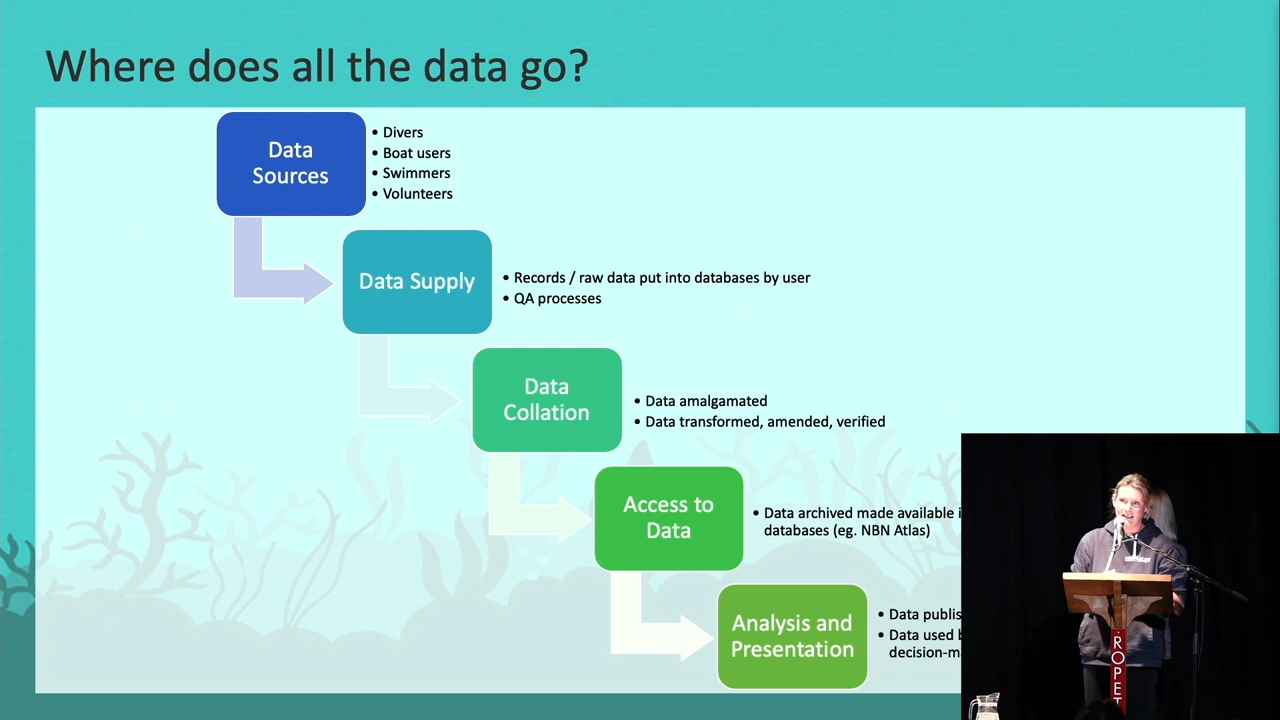 Where does all the data go?
Data
Sources
• Divers
• Boat users
• Swimmers
• Volunteers
Data Supply
• Records / raw data put into databases by user
• QA processes
Data
Collation
• Data amalgamated
• Data transformed, amended, verified
Access to
Data
• Data archived made available
databases (eg. NBN Atlas)
Analysis and
Presentation
• Data
• Data used
ROPET